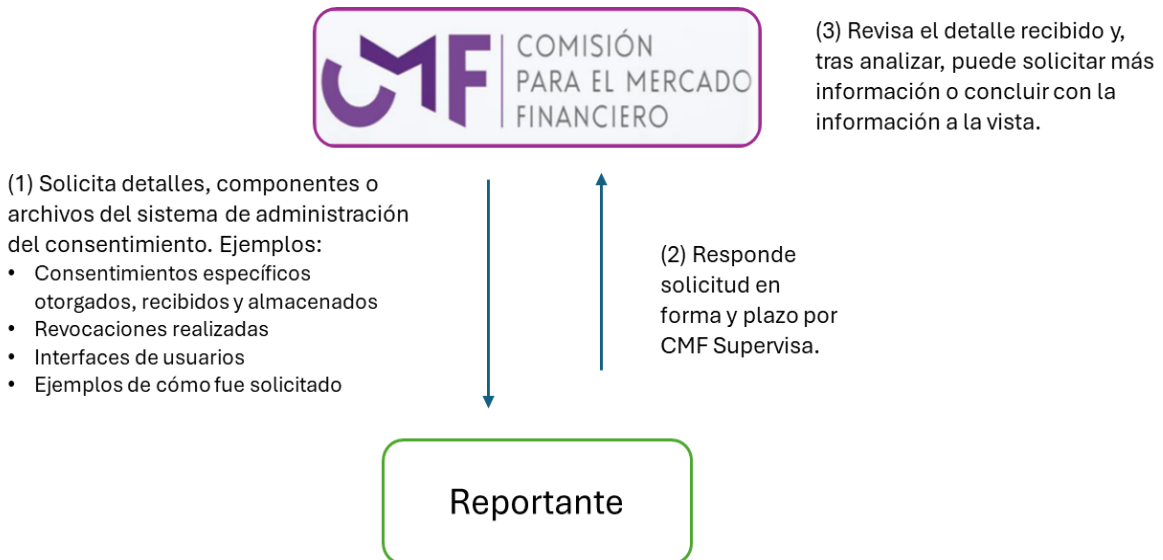 CMF
COMISIÓN
PARA EL MERCADO
FINANCIERO
(3) Revisa el detalle recibido y,
tras analizar, puede solicitar más
información o concluir con la
información a la vista.
(1) Solicita detalles, componentes o
archivos del sistema de administración
del consentimiento. Ejemplos:
• Consentimientos específicos
otorgados, recibidos y almacenados
• Revocaciones realizadas
• Interfaces de usuarios
• Ejemplos de cómo fue solicitado
(2) Responde
solicitud en
forma y plazo por
CMF Supervisa.
Reportante